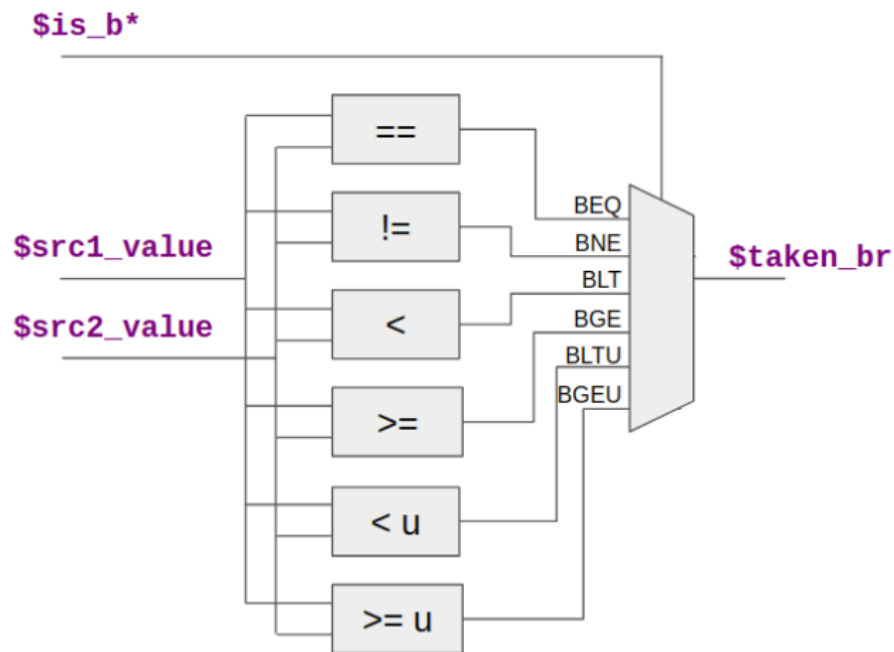 $is_b*
==
BEQ
!=
BNE
$src1_value
$taken_br
BLT
<
BGE
$src2_value
BLTU
BGEU
>=
< u
>= u